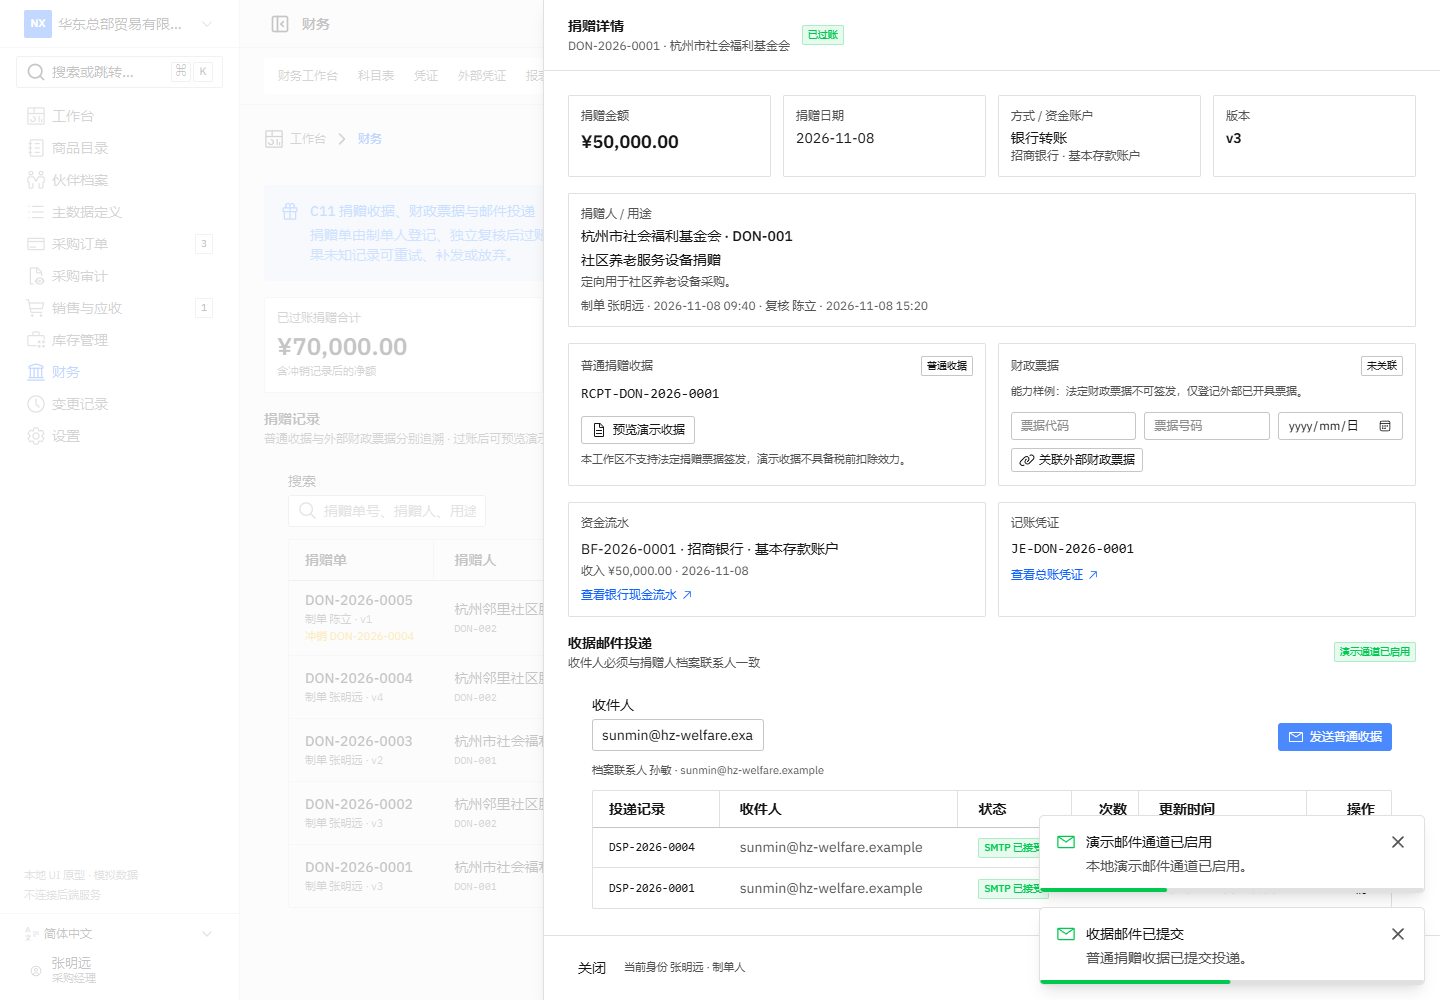 NX 华东总部贸易有限...
搜索或跳转... ⌘ K
工作台
商品目录
伙伴档案
主数据定义
采购订单 3
采购审计
销售与应收 1
库存管理
财务
变更记录
设置
本地 UI 原型 · 模拟数据
不连接后端服务
简体中文
张明远
采购经理
财务
财务工作台 科目表 凭证 外部凭证
工作台 财务
C11 捐赠收据、财政票据与邮件投递
捐赠单由制单人登记、独立复核后过账
果未知记录可重试、补发或放弃。
已过账捐赠合计
¥70,000.00
含冲销记录后的净额
捐赠记录
普通收据与外部财政票据分别追溯 · 过账后可预览演示
搜索
捐赠单号、捐赠人、用途
捐赠单 捐赠人
DON-2026-0005
制单 陈立 · v1
冲销 DON-2026-0004
杭州邻里社区
DON-002
DON-2026-0004
制单 张明远 · v4
杭州邻里社区
DON-002
DON-2026-0003
制单 张明远 · v2
杭州市社会福
DON-001
DON-2026-0002
制单 张明远 · v3
杭州邻里社区
DON-002
DON-2026-0001
制单 张明远 · v3
杭州市社会福
DON-001
捐赠详情
DON-2026-0001 · 杭州市社会福利基金会
已过账
捐赠金额
¥50,000.00
捐赠日期
2026-11-08
方式 / 资金账户
银行转账
招商银行 · 基本存款账户
版本
v3
捐赠人 / 用途
杭州市社会福利基金会 · DON-001
社区养老服务设备捐赠
定向用于社区养老设备采购。
制单 张明远 · 2026-11-08 09:40 · 复核 陈立 · 2026-11-08 15:20
普通捐赠收据 普通收据
RCPT-DON-2026-0001
预览演示收据
本工作区不支持法定捐赠票据签发，演示收据不具备税前扣除效力。
财政票据 未关联
能力样例：法定财政票据不可签发，仅登记外部已开具票据。
票据代码 票据号码 yyyy/mm/日
关联外部财政票据
资金流水
BF-2026-0001 · 招商银行 · 基本存款账户
收入 ¥50,000.00 · 2026-11-08
查看银行现金流水
记账凭证
JE-DON-2026-0001
查看总账凭证
收据邮件投递
收件人必须与捐赠人档案联系人一致
演示通道已启用
收件人
sunmin@hz-welfare.exa
发送普通收据
档案联系人 孙敏 · sunmin@hz-welfare.example
投递记录 收件人 状态 次数 更新时间 操作
DSP-2026-0004 sunmin@hz-welfare.example SMTP 已接受
DSP-2026-0001 sunmin@hz-welfare.example SMTP 已接受
演示邮件通道已启用
本地演示邮件通道已启用。
收据邮件已提交
普通捐赠收据已提交投递。
关闭 当前身份 张明远 · 制单人